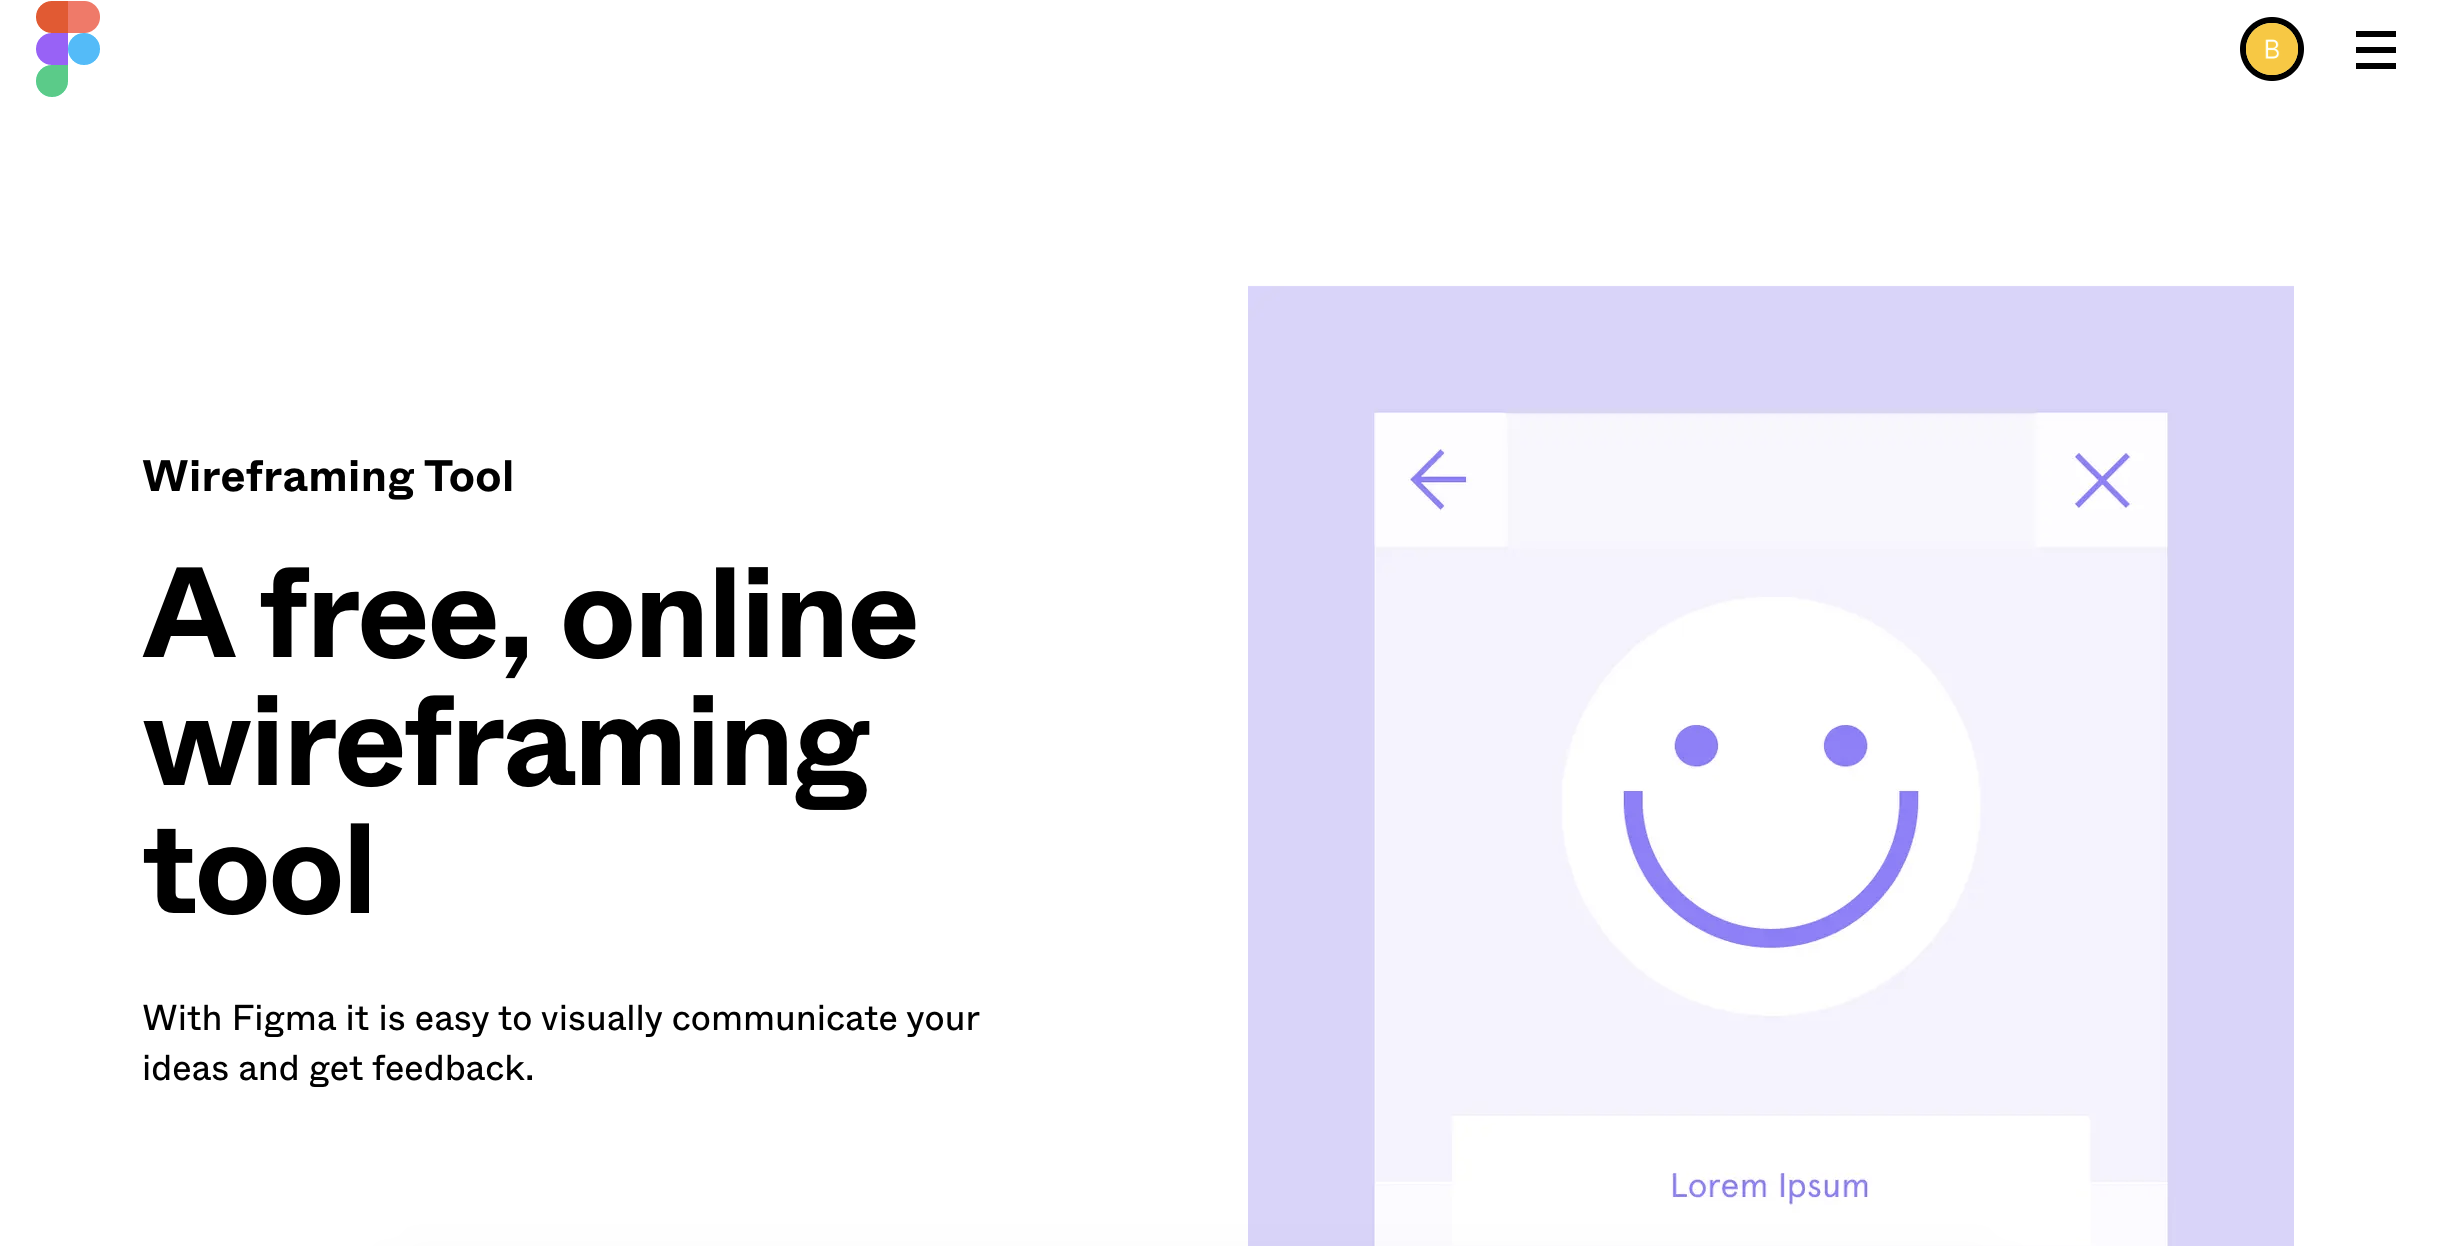 B
Wireframing Tool
A free, online
wireframing
tool
With Figma it is easy to visually communicate your
ideas and get feedback.
Lorem Ipsum